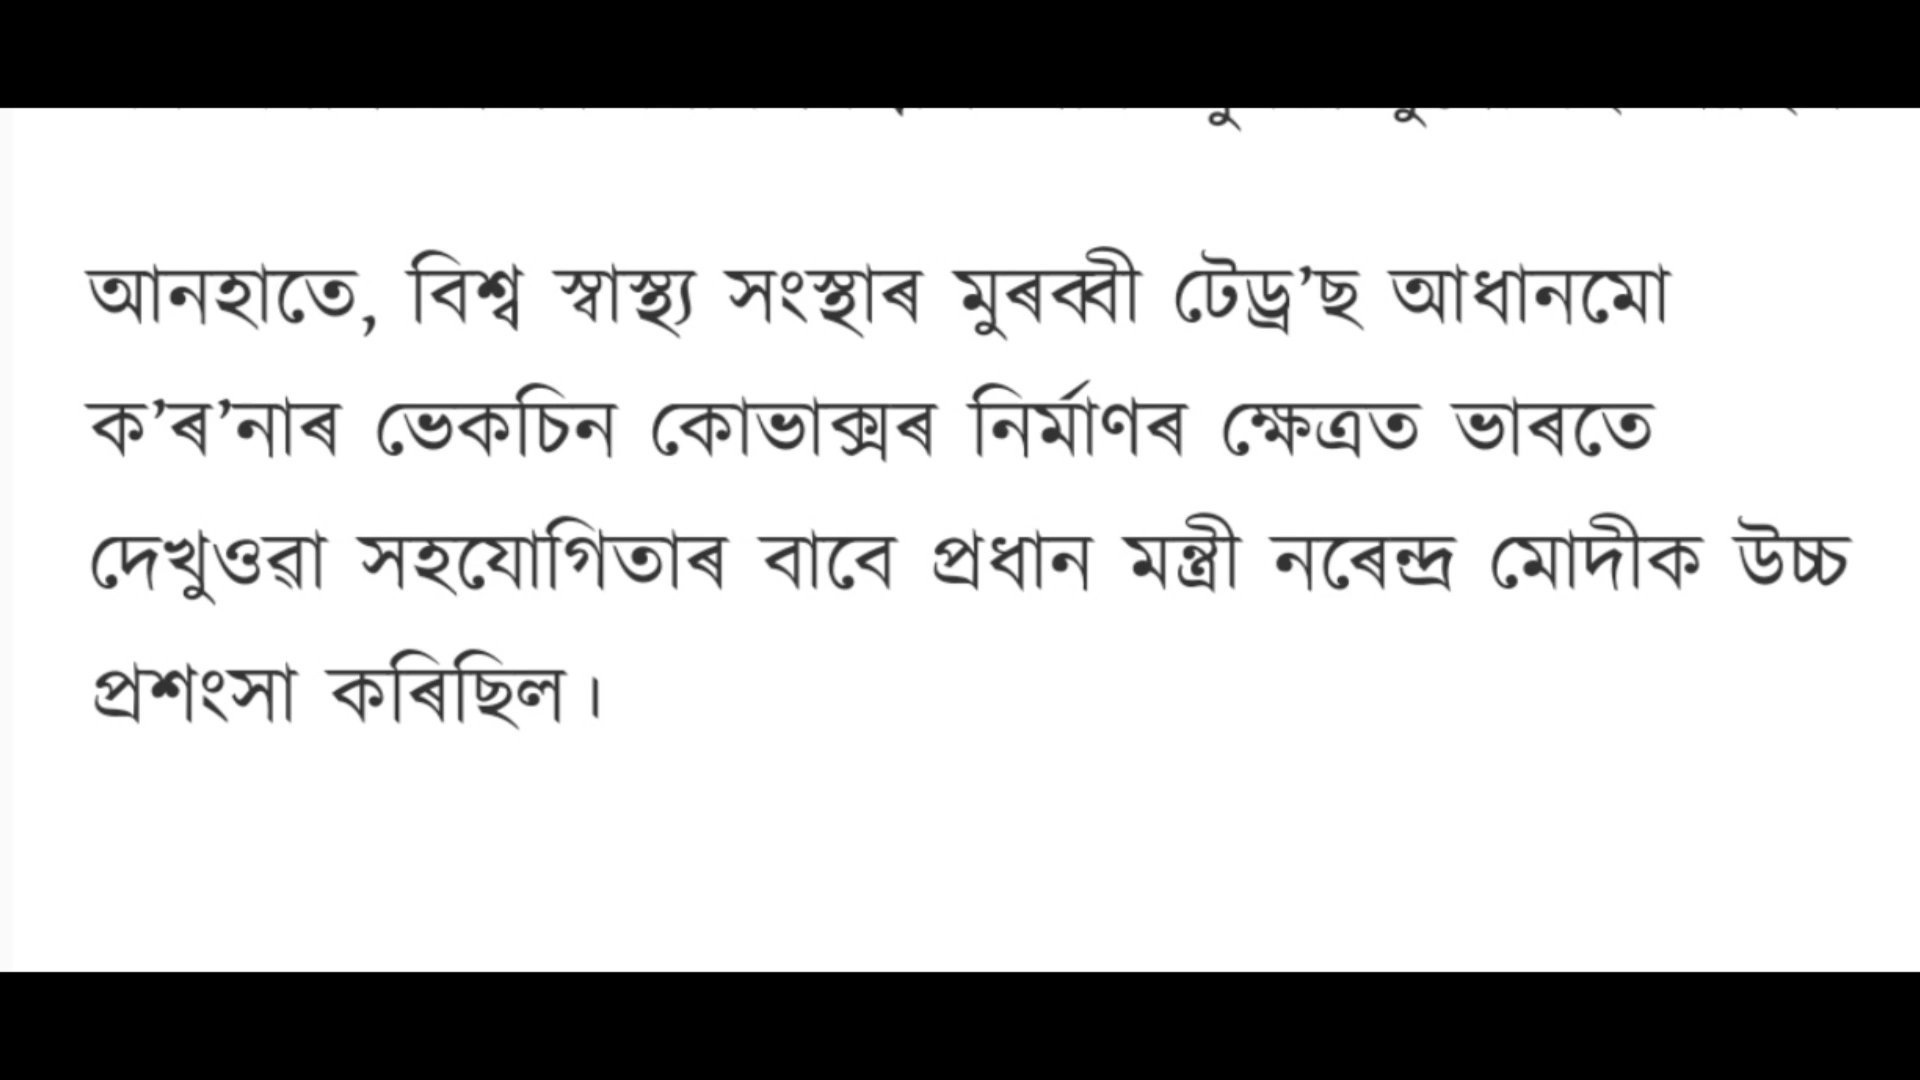 আনহাতে, বিশ্ব স্বাস্থ্য সংস্থাৰ মুৰব্বী টেড্ৰ’ছ আধানমো
ক’ৰ’নাৰ ভেকচিন কোভাক্সৰ নিৰ্মাণৰ ক্ষেত্ৰত ভাৰতে
দেখুওৱা সহযোগিতাৰ বাবে প্ৰধান মন্ত্ৰী নৰেন্দ্ৰ মোদীক উচ্চ
প্ৰশংসা কৰিছিল।